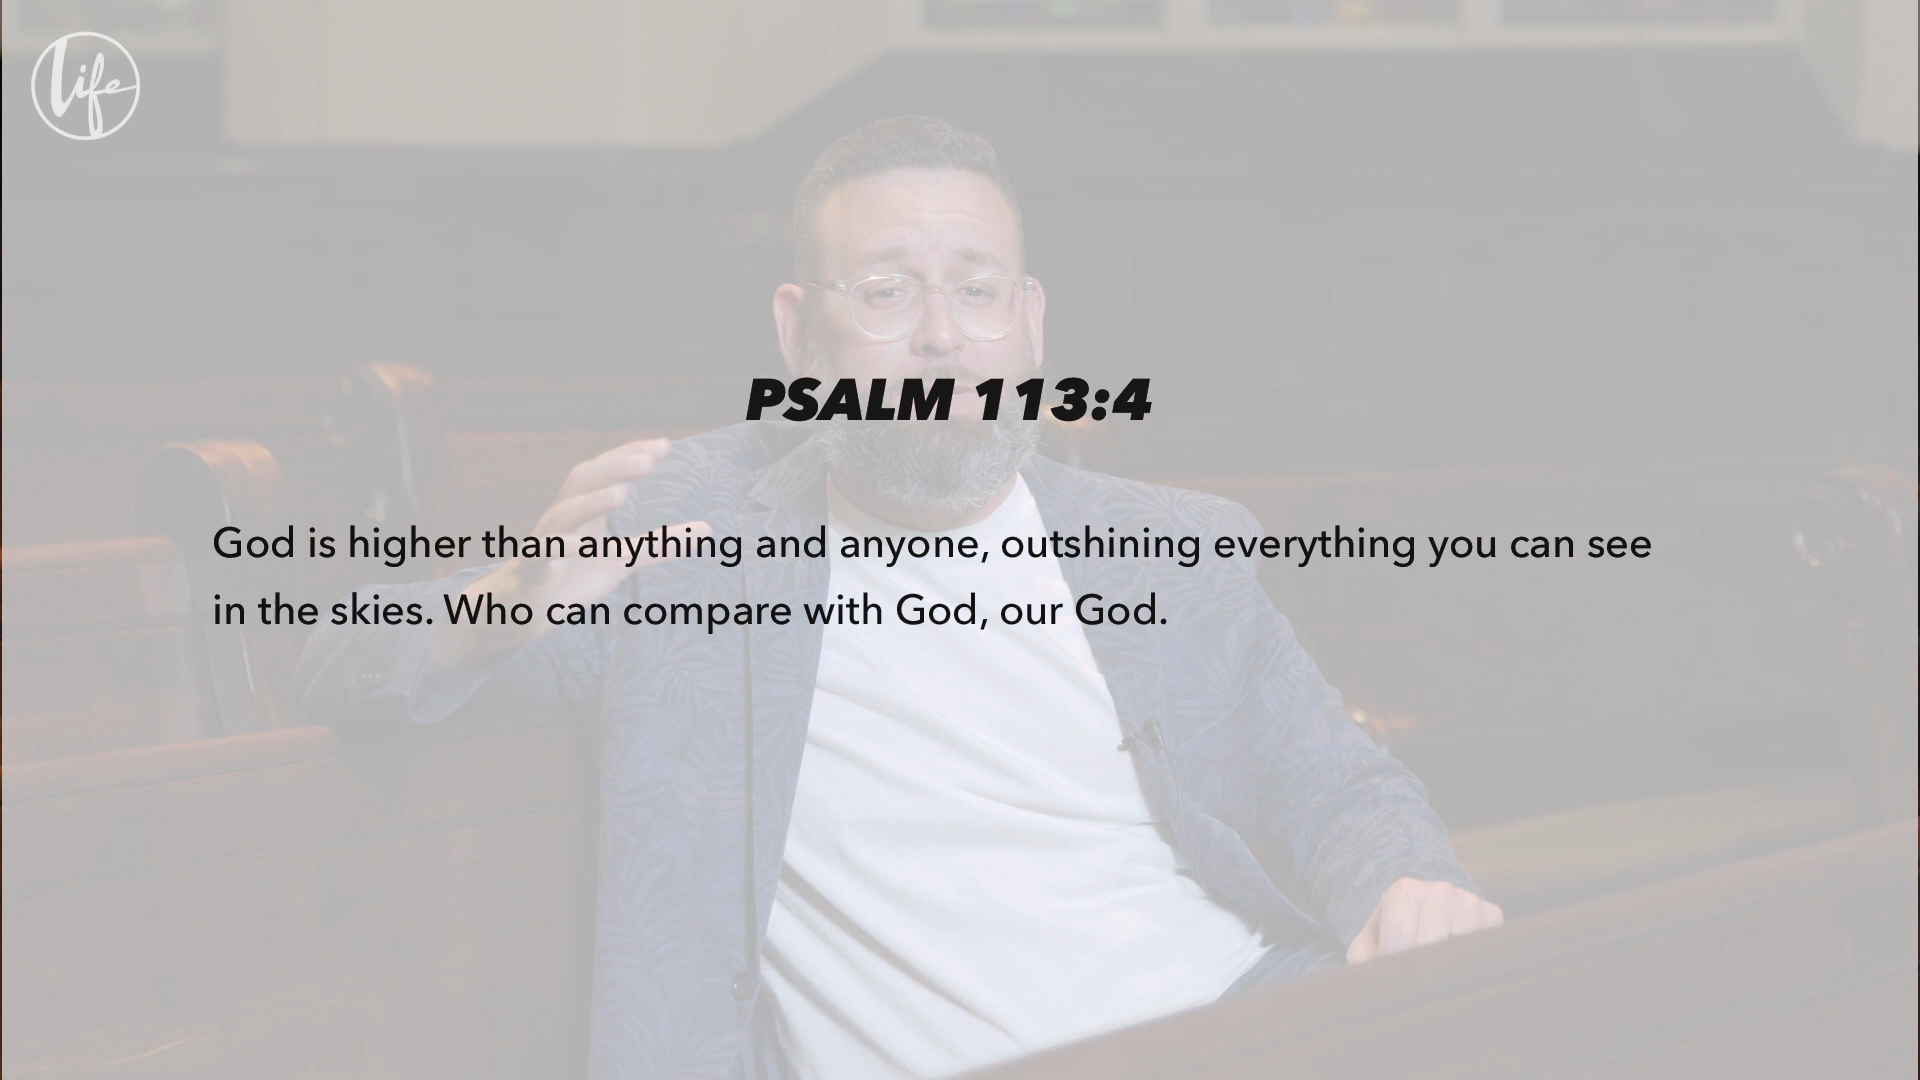 Life
PSALM 113:4
God is higher than anything and anyone, outshining everything you can see
in the skies. Who can compare with God, our God.